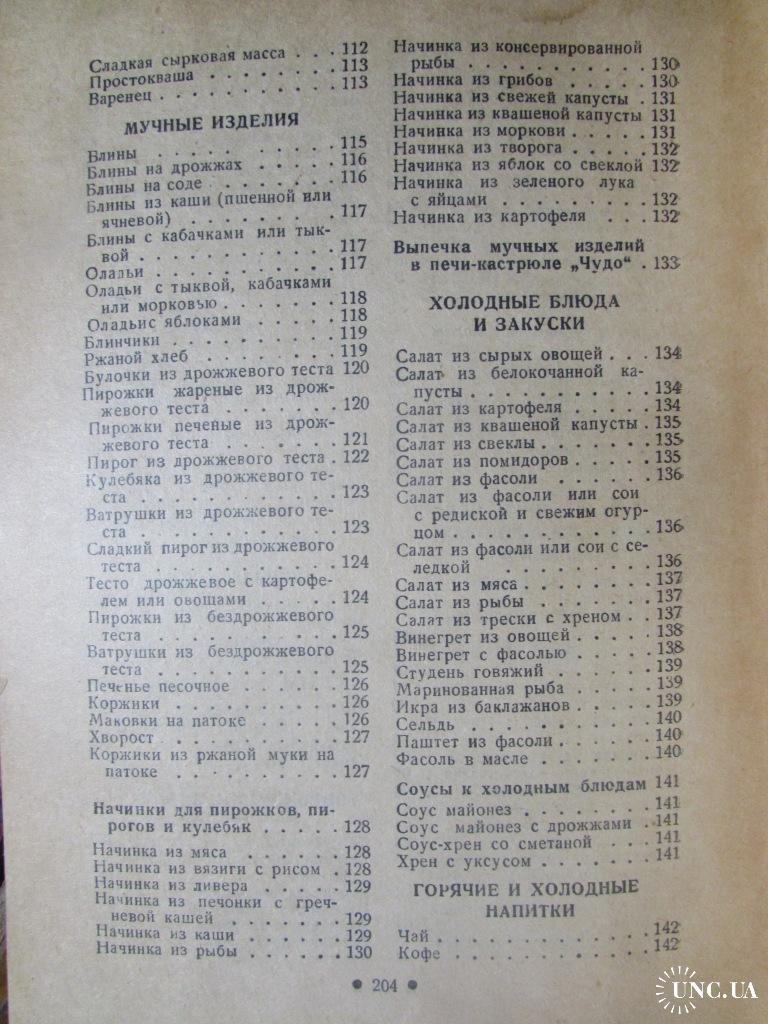 Сладкая сырковая масса . . . 112
Простокваша . . . . . . . . 113
Варенец . . . . . . . . . . 113
МУЧНЫЕ ИЗДЕЛИЯ
Блины . . . . . . . . . 115
Блины на дрожжах . . . . . . 116
Блины на соде . . . . . . . 116
Блины из каши (пшенной или
ячневой) . . . . . . . . . 117
Блины с кабачками или тык-
вой . . . . . . . . . . . 117
Оладьи . . . . . . . . . . 117
Оладьи с тыквой, кабачками
или морковью . . . . . . . 118
Оладьис яблоками . . . . . 118
Блинчики . . . . . . . . . 119
Ржаной хлеб . . . . . . . 119
Булочки из дрожжевого теста 120
Пирожки жареные из дрож-
жевого теста . . . . . . . 120
Пирожки печеные из дрож-
жевого теста . . . . . . . 121
Пирог из дрожжевого теста . 122
Кулебяка из дрожжевого те-
ста . . . . . . . . . . . 123
Ватрушки из дрожжевого те-
ста . . . . . . . . . . . 123
Сладкий пирог из дрожжевого
теста . . . . . . . . . . 124
Тесто дрожжевое с картофе-
лем или овощами . . . . . 124
Пирожки из бездрожжевого
теста . . . . . . . . . . 125
Ватрушки из бездрожжевого
теста . . . . . . . . . . 125
Печенье песочное . . . . . . 126
Коржики . . . . . . . . . 126
Маковки на патоке . . . . . 126
Хворост . . . . . . . . . . 127
Коржики из ржаной муки на
патоке . . . . . . . . . 127
Начинки для пирожков, пи-
рогов и кулебяк . . . . . 128
Начинка из мяса . . . . . . 128
Начинка из вязиги с рисом . 128
Начинка из ливера . . . . . 129
Начинка из печонки с греч-
невой кашей . . . . . . . 129
Начинка из каши . . . . . . 129
Начинка из рыбы . . . . . . 130
Начинка из консервированной
рыбы . . . . . . . . . . . 130
Начинка из грибов . . . . . 130
Начинка из свежей капусты . 131
Начинка из квашеной капусты 131
Начинка из моркови . . . . . 131
Начинка из творога . . . . . 132
Начинка из яблок со свеклой 132
Начинка из зеленого лука
с яйцами . . . . . . . . . 132
Начинка из картофеля . . . 132
Выпечка мучных изделий
в печи-кастрюле „Чудо“ . 133
ХОЛОДНЫЕ БЛЮДА
И ЗАКУСКИ
Салат из сырых овощей . . . 134
Салат из белокочанной ка-
пусты . . . . . . . . . . . 134
Салат из картофеля . . . . . 134
Салат из квашеной капусты . 135
Салат из свеклы . . . . . . . 135
Салат из помидоров . . . . . 135
Салат из фасоли . . . . . . 136
Салат из фасоли или сои
с редиской и свежим огур-
цом . . . . . . . . . . . . 136
Салат из фасоли или сои с се-
ледкой . . . . . . . . . . 136
Салат из мяса . . . . . . . . 137
Салат из рыбы . . . . . . . 137
Салат из трески с хреном . . 137
Винегрет из овощей . . . . . 138
Винегрет с фасолью . . . . . 138
Студень говяжий . . . . . . 139
Маринованная рыба . . . . . 139
Икра из баклажанов . . . . . 139
Сельдь . . . . . . . . . . . 140
Паштет из фасоли . . . . . . 140
Фасоль в масле . . . . . . . 140
Соусы к холодным блюдам 141
Соус майонез . . . . . . . . 141
Соус майонез с дрожжами . 141
Соус-хрен со сметаной . . . 141
Хрен с уксусом . . . . . . . 141
ГОРЯЧИЕ И ХОЛОДНЫЕ
НАПИТКИ
Чай . . . . . . . . . . . . 142
Кофе . . . . . . . . . . . . 142
• 204 •
UNC.UA